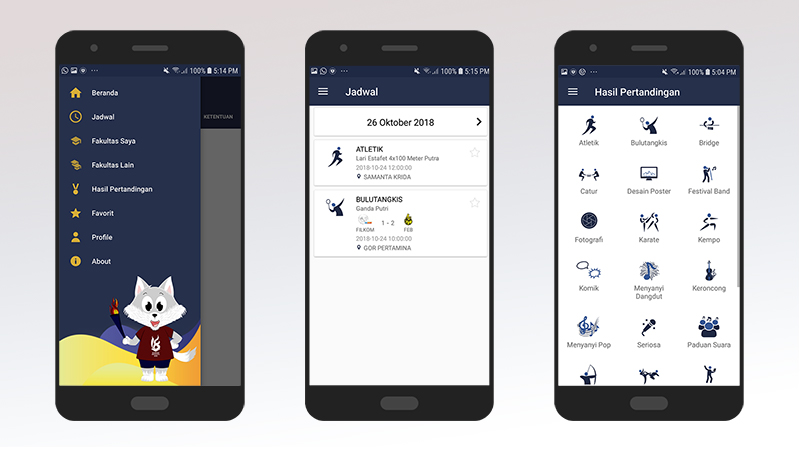 100% 5:14 PM
Beranda
Jadwal
Fakultas Saya
Fakultas Lain
Hasil Pertandingan
Favorit
Profile
About
KETENTUAN
100% 5:15 PM
Jadwal
26 Oktober 2018
ATLETIK
Lari Estafet 4x100 Meter Putra
2018-10-24 12:00:00
SAMANTA KRIDA
BULUTANGKIS
Ganda Putri
1 - 2
FILKOM FEB
2018-10-24 10:00:00
GOR PERTAMINA
100% 5:04 PM
Hasil Pertandingan
Atletik Bulutangkis Bridge
Catur Desain Poster Festival Band
Fotografi Karate Kempo
Komik Menyanyi Keroncong
Dangdut
Menyanyi Pop Seriosa Paduan Suara